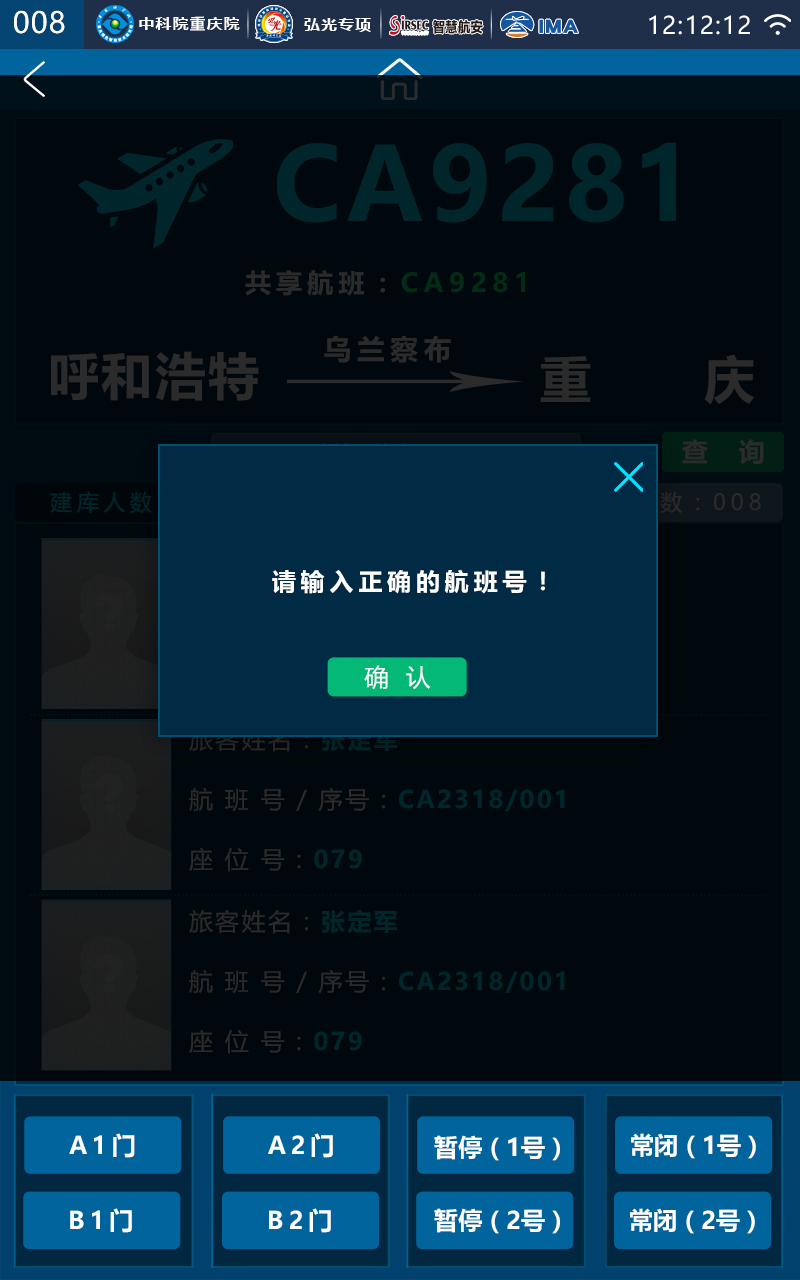 008 中科院重庆院 弘光专项 SiRSEC 智慧航安 IMA 12:12:12
CA9281
共享航班：CA9281
呼和浩特 乌兰察布 重 庆
查 询
建库人数 数：008
请输入正确的航班号！
确 认
旅客姓名：张定军
航 班 号 / 序号：CA2318/001
座 位 号：079
旅客姓名：张定军
航 班 号 / 序号：CA2318/001
座 位 号：079
A1门 A2门 暂停（1号） 常闭（1号）
B1门 B2门 暂停（2号） 常闭（2号）